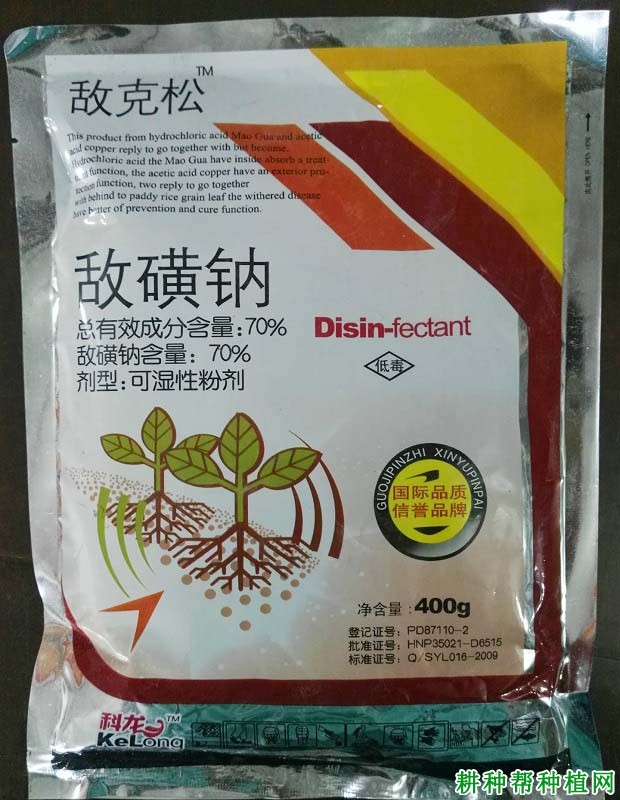 敌克松™
This product from hydrochloric acid Mao Gua and acetic
acid copper reply to go together with but become.
Hydrochloric acid the Mao Gua have inside absorb a treat-
function, the acetic acid copper have an exterior pro-
tection function, two reply to go together
with behind to paddy rice grain leaf the withered disease
have better of prevention and cure function.
敌磺钠
总有效成分含量:70%
敌磺钠含量: 70%
剂型:可湿性粉剂
Disin-fectant
低毒
GUOJIPINZHI XINYUPINPAI
国际品质
信誉品牌
净含量:400g
登记证号:PD87110-2
批准证号:HNP35021-D6515
标准证号:Q/SYL016-2009
科龙™
KeLong
耕种帮种植网